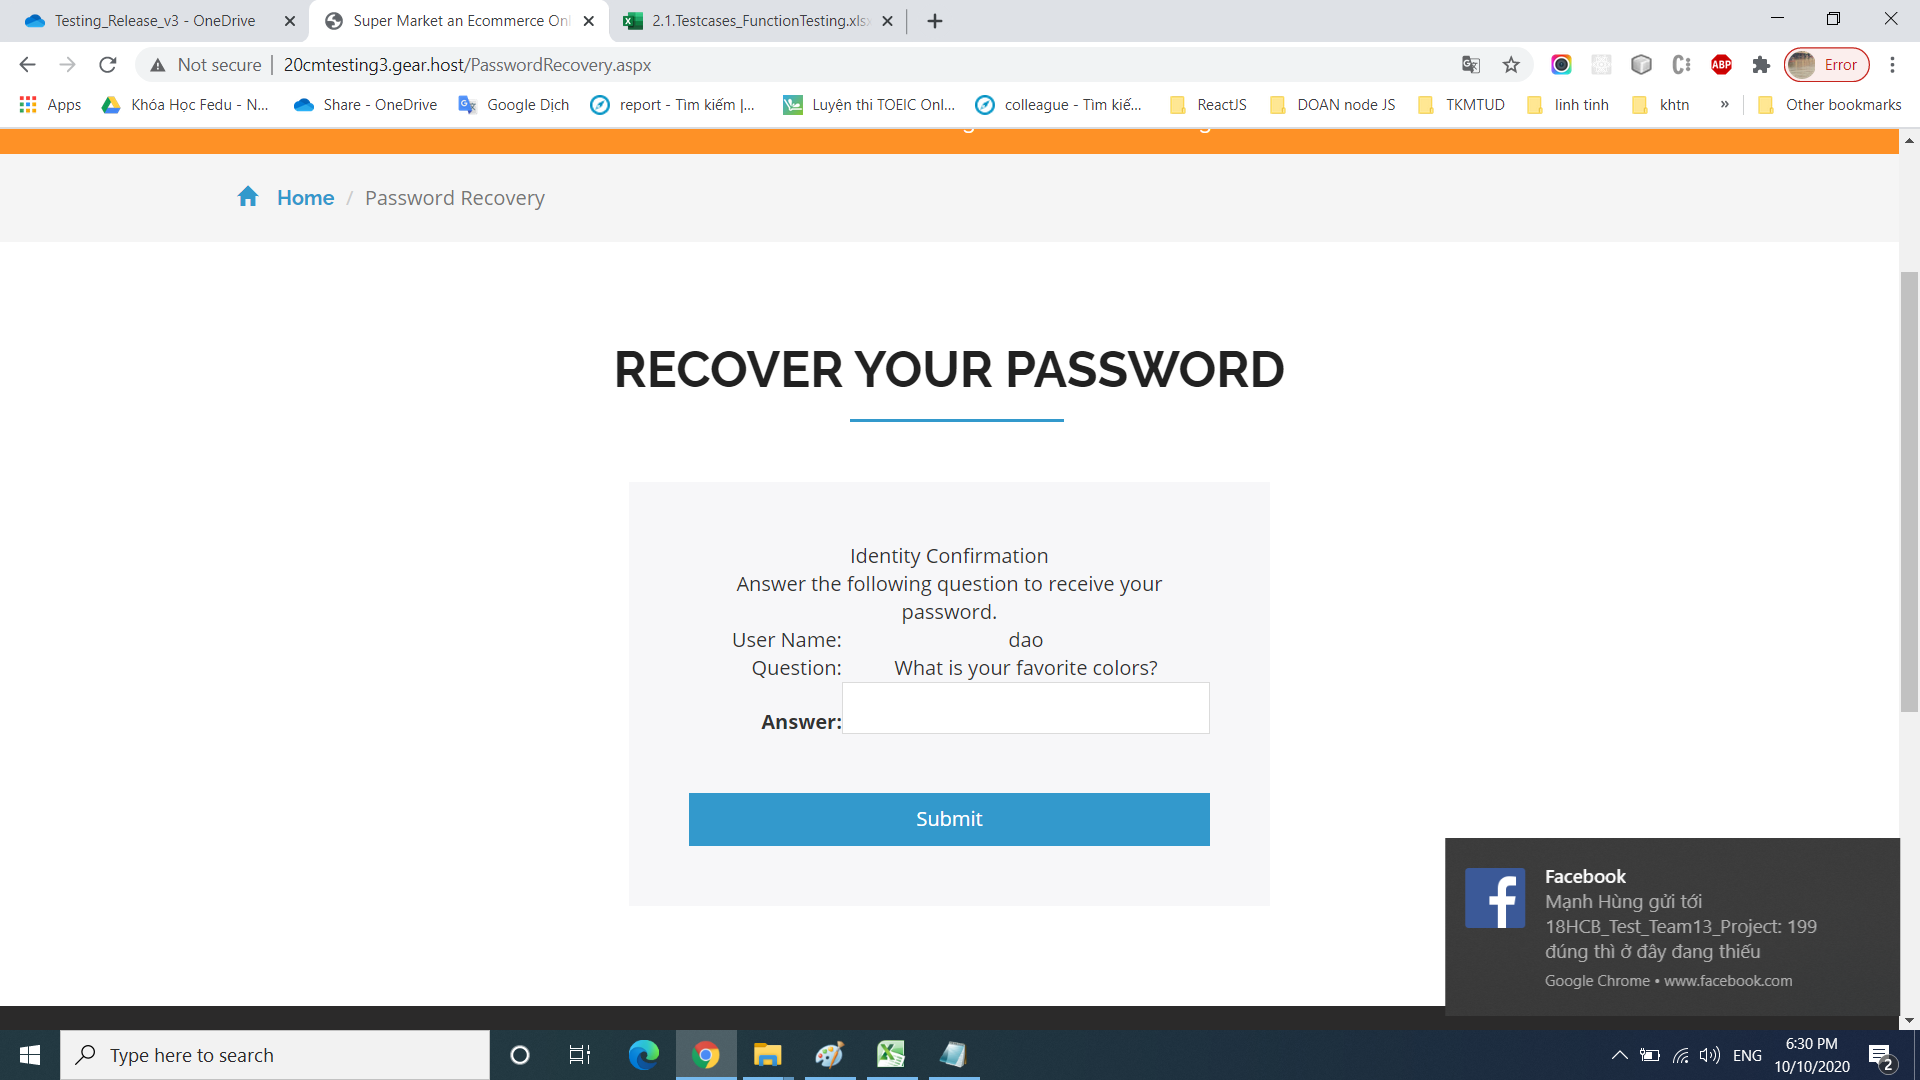 Testing_Release_v3 - OneDrive
Super Market an Ecommerce Onl
2.1.Testcases_FunctionTesting.xlsx
Not secure
20cmtesting3.gear.host/PasswordRecovery.aspx
ABP
Error
Apps
Khóa Học Fedu - N...
Share - OneDrive
Google Dịch
report - Tìm kiếm |...
Luyện thi TOEIC Onl...
colleague - Tìm kiế...
ReactJS
DOAN node JS
TKMTUD
linh tinh
khtn
»
Other bookmarks
Home / Password Recovery
RECOVER YOUR PASSWORD
Identity Confirmation
Answer the following question to receive your
password.
User Name: dao
Question: What is your favorite colors?
Answer:
Submit
Facebook
Mạnh Hùng gửi tới
18HCB_Test_Team13_Project: 199
đúng thì ở đây đang thiếu
Google Chrome • www.facebook.com
Type here to search
ENG
6:30 PM
10/10/2020
2